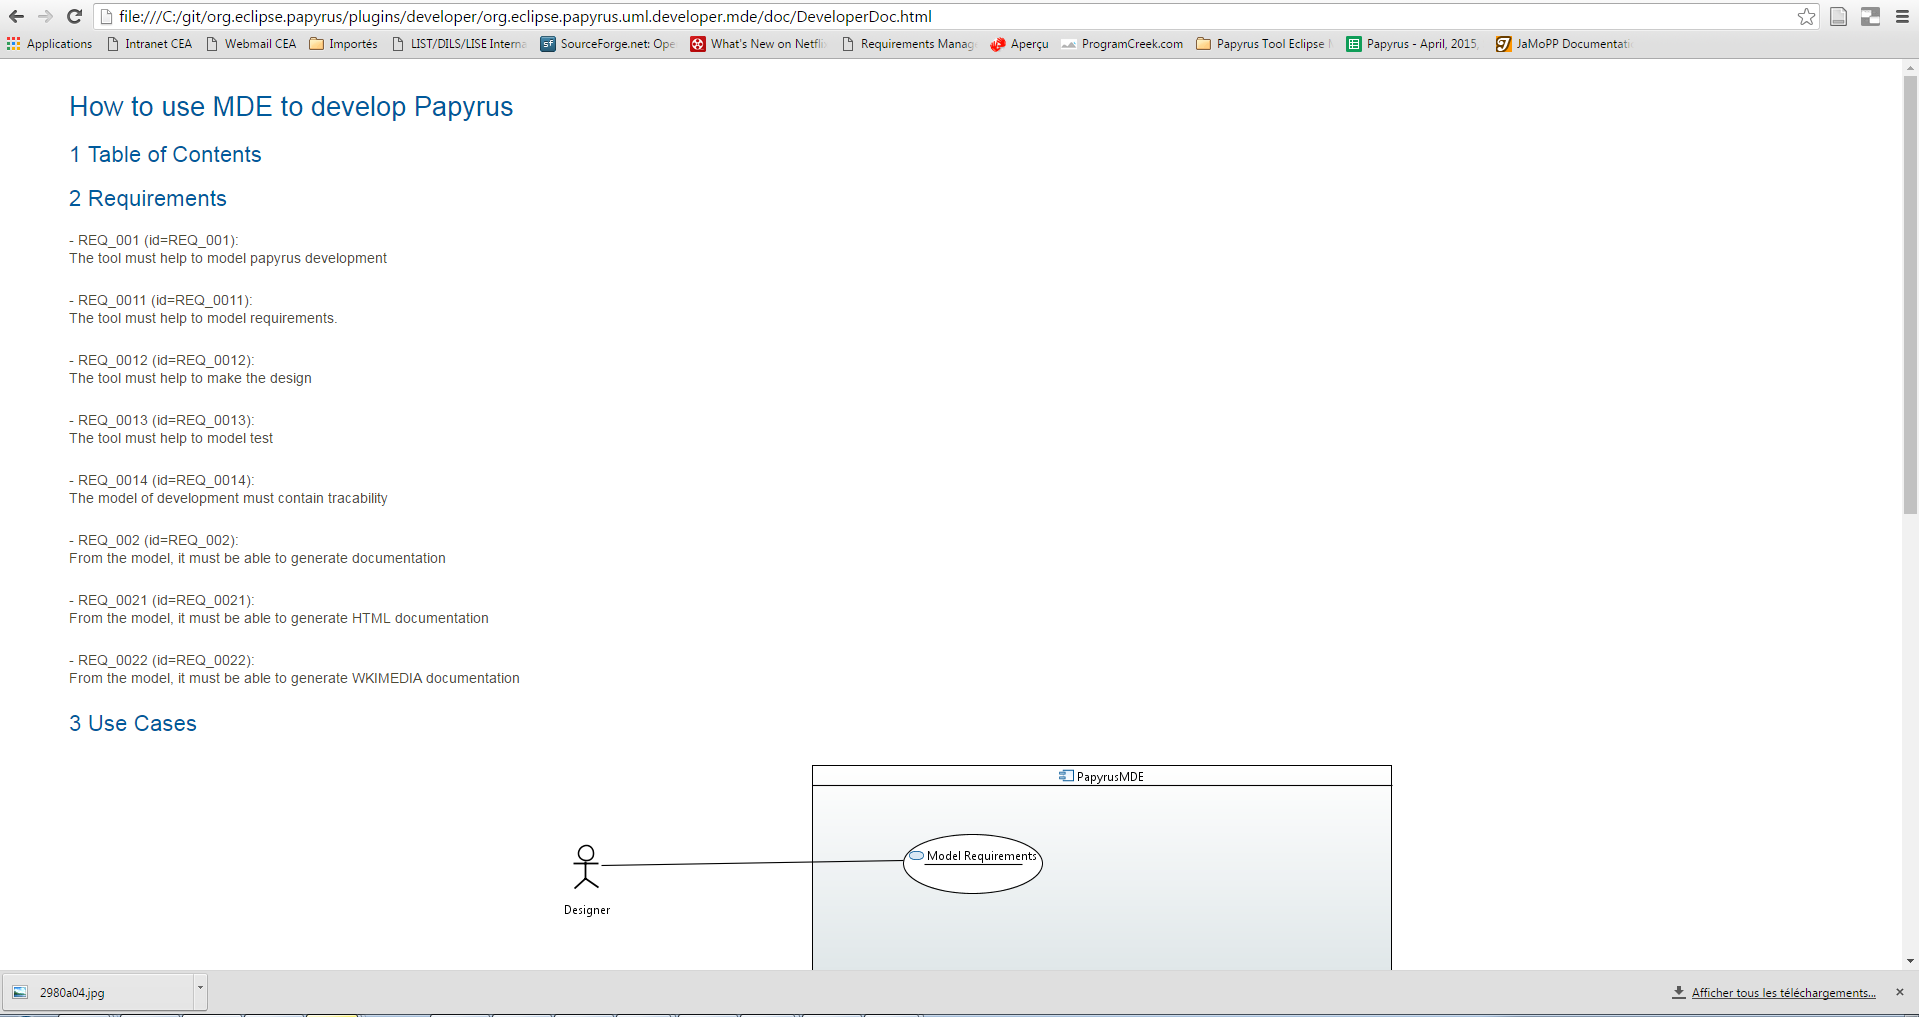 file:///C:/git/org.eclipse.papyrus/plugins/developer/org.eclipse.papyrus.uml.developer.mde/doc/DeveloperDoc.html
Applications Intranet CEA Webmail CEA Importés LIST/DILS/LISE Interna SourceForge.net: Ope What's New on Netfli Requirements Manag Aperçu ProgramCreek.com Papyrus Tool Eclipse Papyrus - April, 2015, JaMoPP Documentati
How to use MDE to develop Papyrus
1 Table of Contents
2 Requirements
- REQ_001 (id=REQ_001):
The tool must help to model papyrus development
- REQ_0011 (id=REQ_0011):
The tool must help to model requirements.
- REQ_0012 (id=REQ_0012):
The tool must help to make the design
- REQ_0013 (id=REQ_0013):
The tool must help to model test
- REQ_0014 (id=REQ_0014):
The model of development must contain tracability
- REQ_002 (id=REQ_002):
From the model, it must be able to generate documentation
- REQ_0021 (id=REQ_0021):
From the model, it must be able to generate HTML documentation
- REQ_0022 (id=REQ_0022):
From the model, it must be able to generate WKIMEDIA documentation
3 Use Cases
PapyrusMDE
Model Requirements
Designer
2980a04.jpg
Afficher tous les téléchargements...